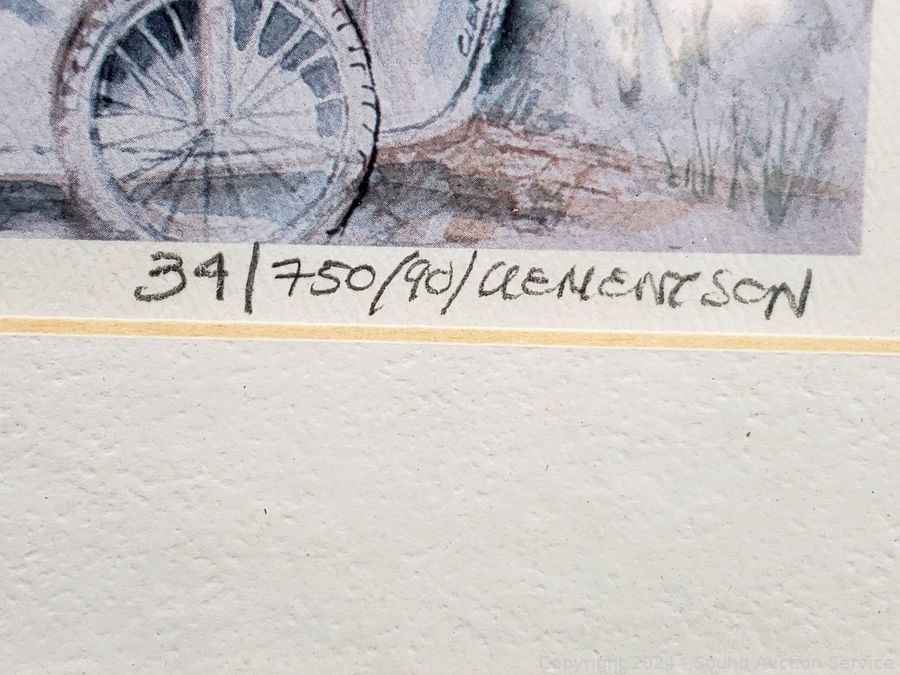 34/750/(90)/CLEMENTSON
Copyright 2024 - Sound Auction Service